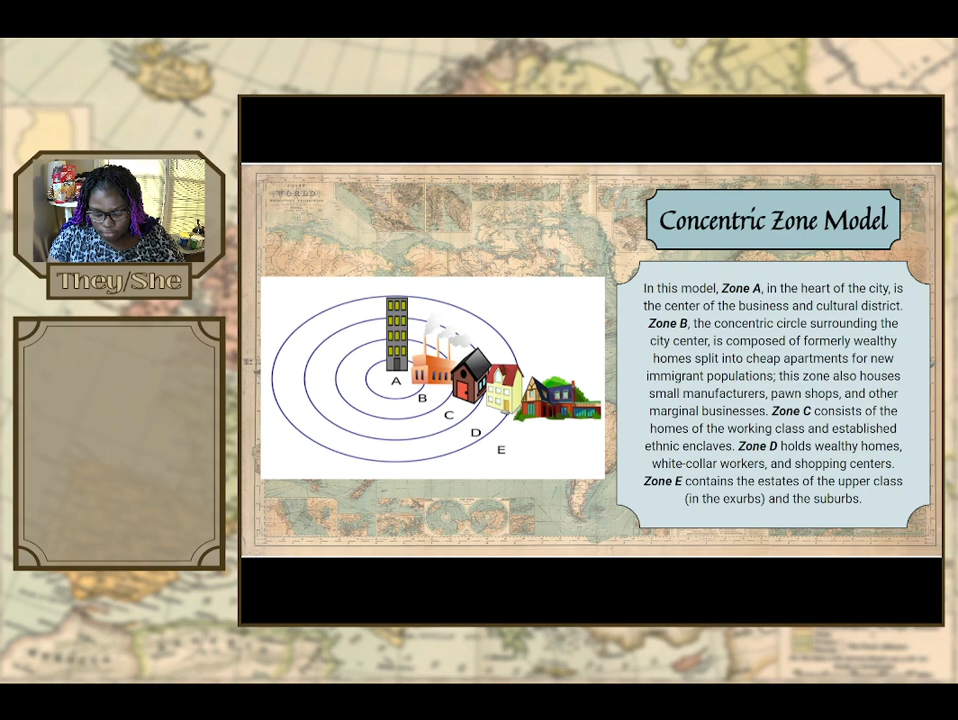 They/She
WORLD
Concentric Zone Model
In this model, Zone A, in the heart of the city, is
the center of the business and cultural district.
Zone B, the concentric circle surrounding the
city center, is composed of formerly wealthy
homes split into cheap apartments for new
immigrant populations; this zone also houses
small manufacturers, pawn shops, and other
marginal businesses. Zone C consists of the
homes of the working class and established
ethnic enclaves. Zone D holds wealthy homes,
white-collar workers, and shopping centers.
Zone E contains the estates of the upper class
(in the exurbs) and the suburbs.
A
B
C
D
E